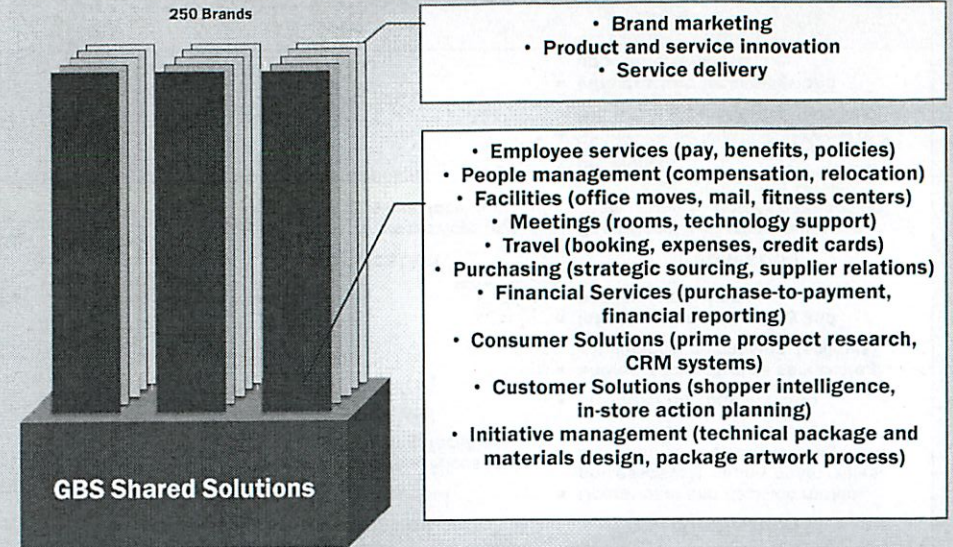 250 Brands
• Brand marketing
• Product and service innovation
• Service delivery
• Employee services (pay, benefits, policies)
• People management (compensation, relocation)
• Facilities (office moves, mail, fitness centers)
• Meetings (rooms, technology support)
• Travel (booking, expenses, credit cards)
• Purchasing (strategic sourcing, supplier relations)
• Financial Services (purchase-to-payment,
financial reporting)
• Consumer Solutions (prime prospect research,
CRM systems)
• Customer Solutions (shopper intelligence,
in-store action planning)
• Initiative management (technical package and
materials design, package artwork process)
GBS Shared Solutions